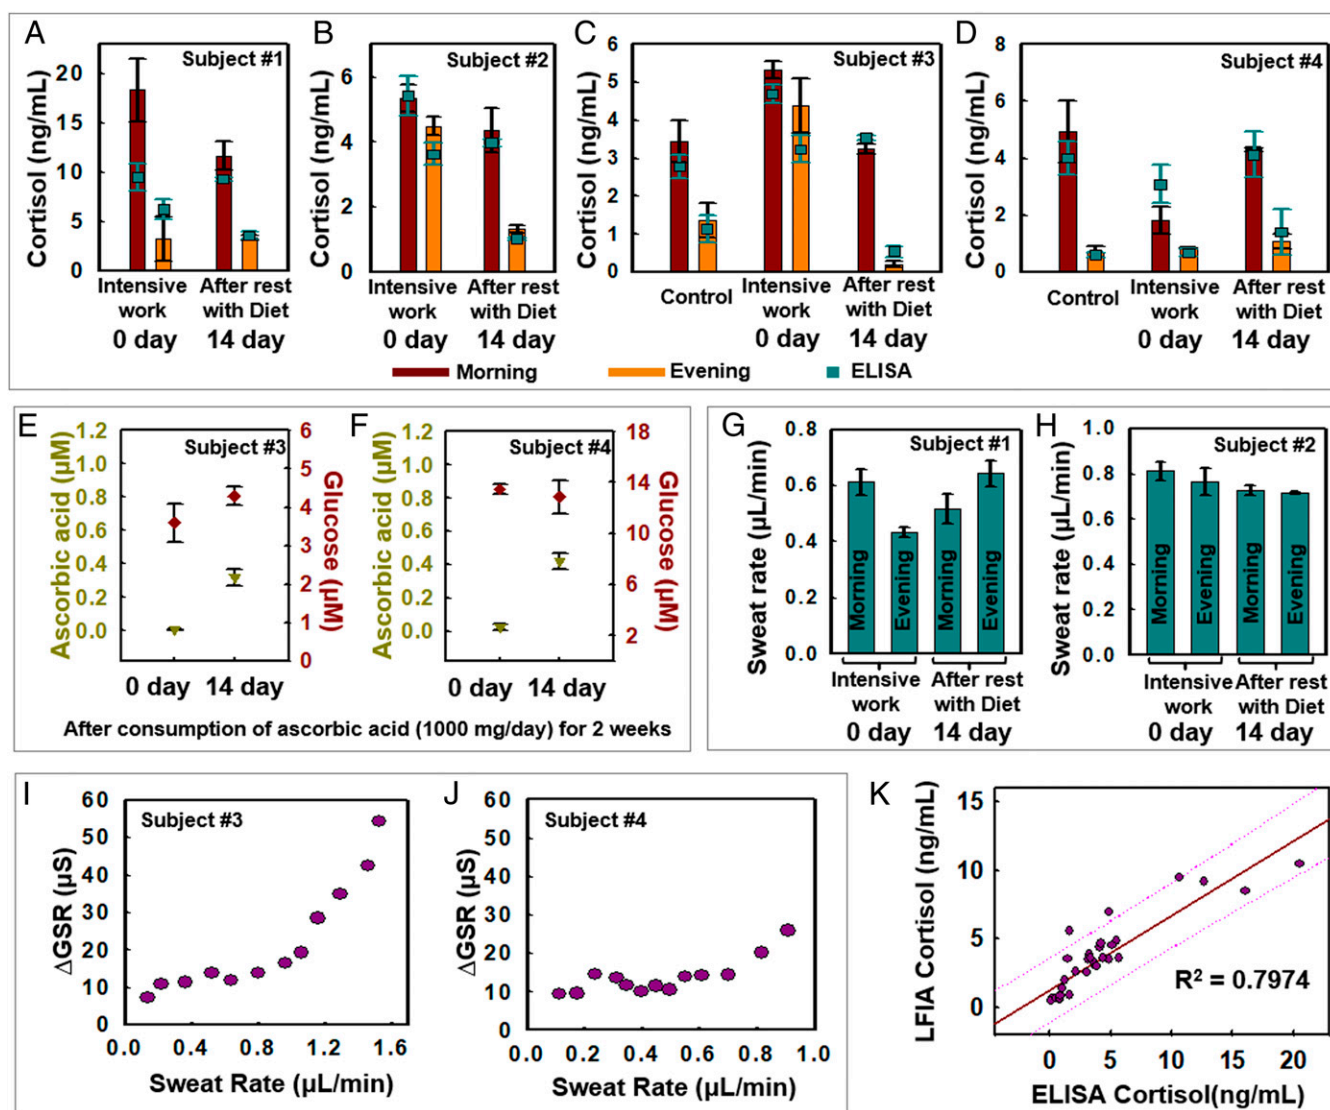 A
Subject #1
Cortisol (ng/mL)
20
15
10
5
0
Intensive work
After rest with Diet
0 day
14 day
B
Subject #2
Cortisol (ng/mL)
6
4
2
0
Intensive work
After rest with Diet
0 day
14 day
C
Subject #3
Cortisol (ng/mL)
6
5
4
3
2
1
0
Control
Intensive work
After rest with Diet
0 day
14 day
D
Subject #4
Cortisol (ng/mL)
8
6
4
2
0
Control
Intensive work
After rest with Diet
0 day
14 day
Morning
Evening
ELISA
E
Subject #3
Ascorbic acid (µM)
1.2
1.0
0.8
0.6
0.4
0.2
0.0
Glucose (µM)
6
5
4
3
2
1
0
0 day
14 day
F
Subject #4
Ascorbic acid (µM)
1.2
1.0
0.8
0.6
0.4
0.2
0.0
Glucose (µM)
18
14
10
6
2
0 day
14 day
After consumption of ascorbic acid (1000 mg/day) for 2 weeks
G
Subject #1
Sweat rate (µL/min)
0.8
0.6
0.4
0.2
0.0
Morning
Evening
Morning
Evening
Intensive work
After rest with Diet
0 day
14 day
H
Subject #2
Sweat rate (µL/min)
1.0
0.8
0.6
0.4
0.2
0.0
Morning
Evening
Morning
Evening
Intensive work
After rest with Diet
0 day
14 day
I
Subject #3
ΔGSR (µS)
60
50
40
30
20
10
0
0.0
0.4
0.8
1.2
1.6
Sweat Rate (µL/min)
J
Subject #4
ΔGSR (µS)
60
50
40
30
20
10
0
0.0
0.2
0.4
0.6
0.8
1.0
Sweat Rate (µL/min)
K
LFIA Cortisol (ng/mL)
15
10
5
0
R² = 0.7974
0
5
10
15
20
ELISA Cortisol(ng/mL)